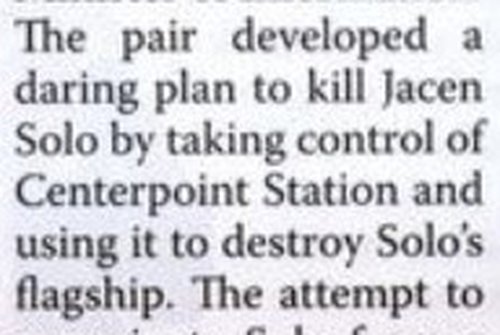 The pair developed a
daring plan to kill Jacen
Solo by taking control of
Centerpoint Station and
using it to destroy Solo's
flagship. The attempt to